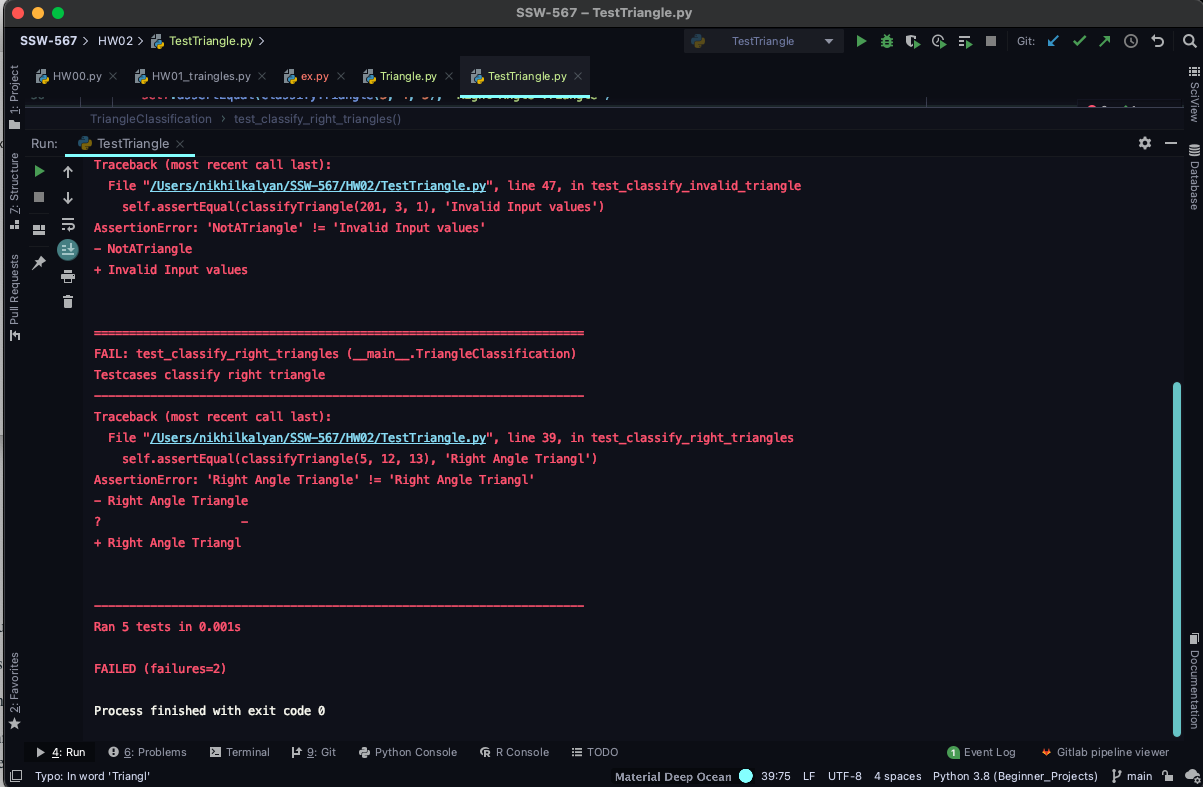 SSW-567 – TestTriangle.py
SSW-567 HW02 TestTriangle.py
TestTriangle
Git:
HW00.py
HW01_traingles.py
ex.py
Triangle.py
TestTriangle.py
TriangleClassification › test_classify_right_triangles()
Run: TestTriangle
Traceback (most recent call last):
File "/Users/nikhilkalyan/SSW-567/HW02/TestTriangle.py", line 47, in test_classify_invalid_triangle
self.assertEqual(classifyTriangle(201, 3, 1), 'Invalid Input values')
AssertionError: 'NotATriangle' != 'Invalid Input values'
- NotATriangle
+ Invalid Input values
FAIL: test_classify_right_triangles (__main__.TriangleClassification)
Testcases classify right triangle
Traceback (most recent call last):
File "/Users/nikhilkalyan/SSW-567/HW02/TestTriangle.py", line 39, in test_classify_right_triangles
self.assertEqual(classifyTriangle(5, 12, 13), 'Right Angle Triangl')
AssertionError: 'Right Angle Triangle' != 'Right Angle Triangl'
- Right Angle Triangle
? -
+ Right Angle Triangl
Ran 5 tests in 0.001s
FAILED (failures=2)
Process finished with exit code 0
1: Project
Z: Structure
Pull Requests
2: Favorites
SciView
Database
Documentation
4: Run
6: Problems
Terminal
9: Git
Python Console
R Console
TODO
1 Event Log
Gitlab pipeline viewer
Typo: In word 'Triangl'
Material Deep Ocean
39:75
LF
UTF-8
4 spaces
Python 3.8 (Beginner_Projects)
main